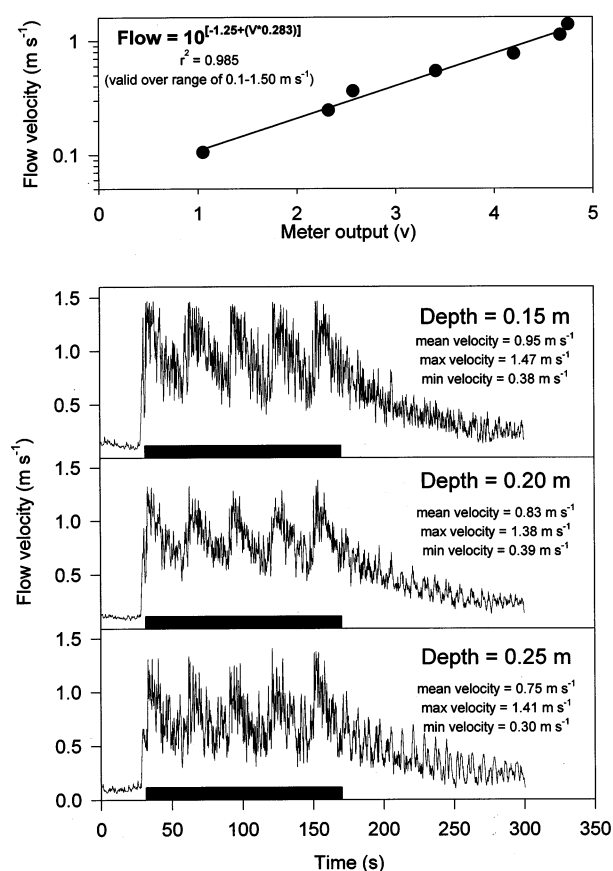 Flow = 10[-1.25+(V*0.283)]
r2 = 0.985
(valid over range of 0.1-1.50 m s-1)
Flow velocity (m s-1)
1
0.1
0 1 2 3 4 5
Meter output (v)
Flow velocity (m s-1)
1.5
1.0
0.5
Depth = 0.15 m
mean velocity = 0.95 m s-1
max velocity = 1.47 m s-1
min velocity = 0.38 m s-1
1.5
1.0
0.5
Depth = 0.20 m
mean velocity = 0.83 m s-1
max velocity = 1.38 m s-1
min velocity = 0.39 m s-1
1.5
1.0
0.5
0.0
Depth = 0.25 m
mean velocity = 0.75 m s-1
max velocity = 1.41 m s-1
min velocity = 0.30 m s-1
0 50 100 150 200 250 300 350
Time (s)